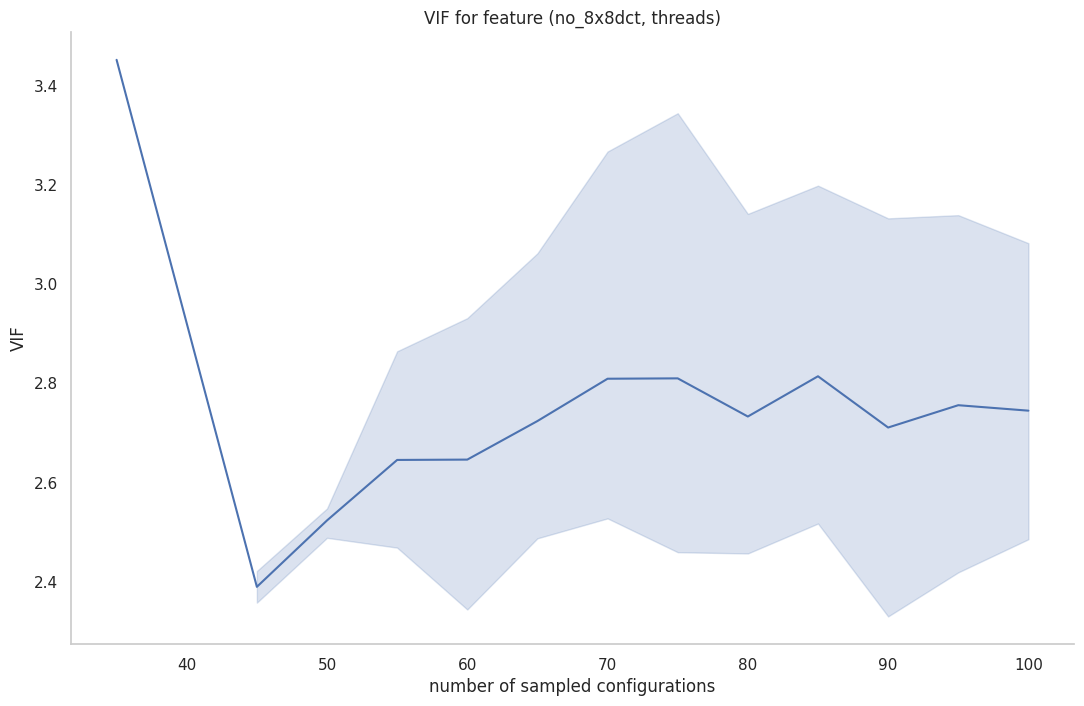 VIF for feature (no_8x8dct, threads)
3.4
3.2
3.0
2.8
2.6
2.4
VIF
40 50 60 70 80 90 100
number of sampled configurations